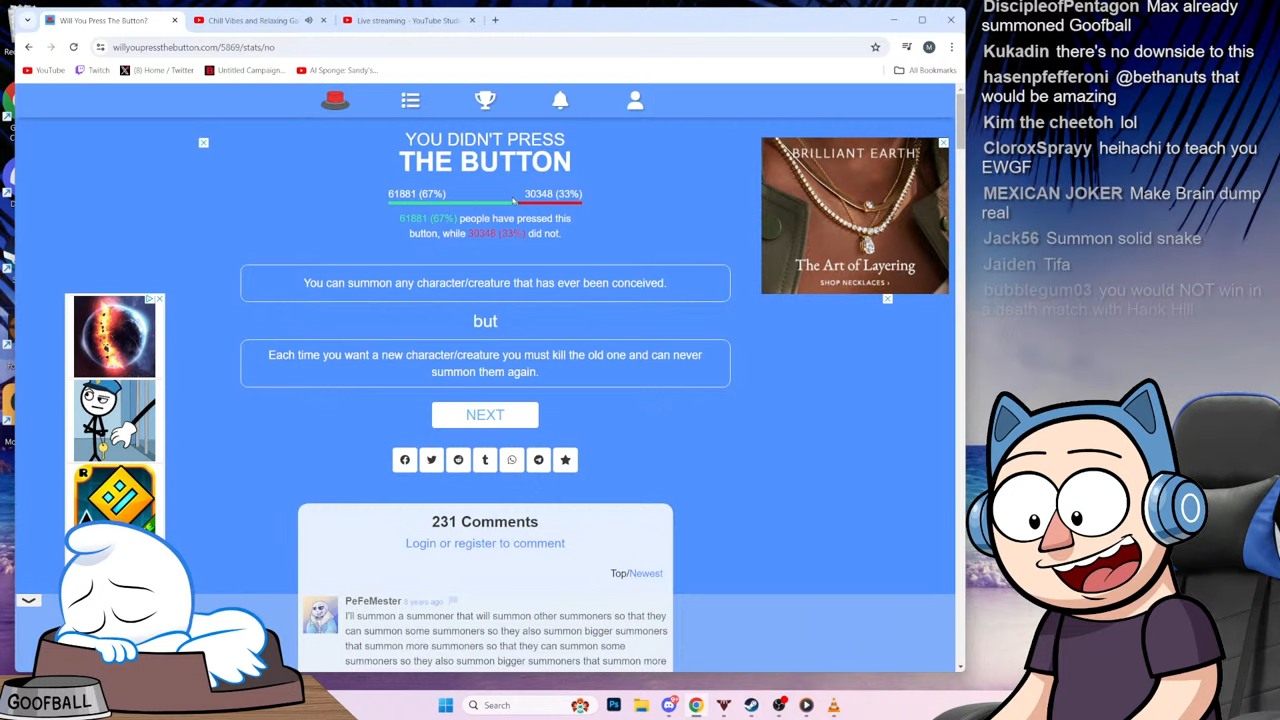 Will You Press The Button?
Chill Vibes and Relaxing Ga
Live streaming - YouTube Stud
willyoupressthebutton.com/5869/stats/no
M
YouTube
Twitch
(8) Home / Twitter
Untitled Campaign...
AI Sponge: Sandy's...
All Bookmarks
YOU DIDN'T PRESS
THE BUTTON
61881 (67%)
30348 (33%)
61881 (67%) people have pressed this
button, while 30348 (33%) did not.
You can summon any character/creature that has ever been conceived.
but
Each time you want a new character/creature you must kill the old one and can never
summon them again.
NEXT
231 Comments
Login or register to comment
Top/Newest
PeFeMester 8 years ago
I'll summon a summoner that will summon other summoners so that they
can summon some summoners so they also summon bigger summoners
that summon more summoners so that they can summon some
summoners so they also summon bigger summoners that summon more
BRILLIANT EARTH
The Art of Layering
SHOP NECKLACES ›
DiscipleofPentagon Max already
summoned Goofball
Kukadin there's no downside to this
hasenpfefferoni @bethanuts that
would be amazing
Kim the cheetoh lol
CloroxSprayy heihachi to teach you
EWGF
MEXICAN JOKER Make Brain dump
real
Jack56 Summon solid snake
Jaiden Tifa
bubblegum03 you would NOT win in
a death match with Hank Hill
GOOFBALL
Search